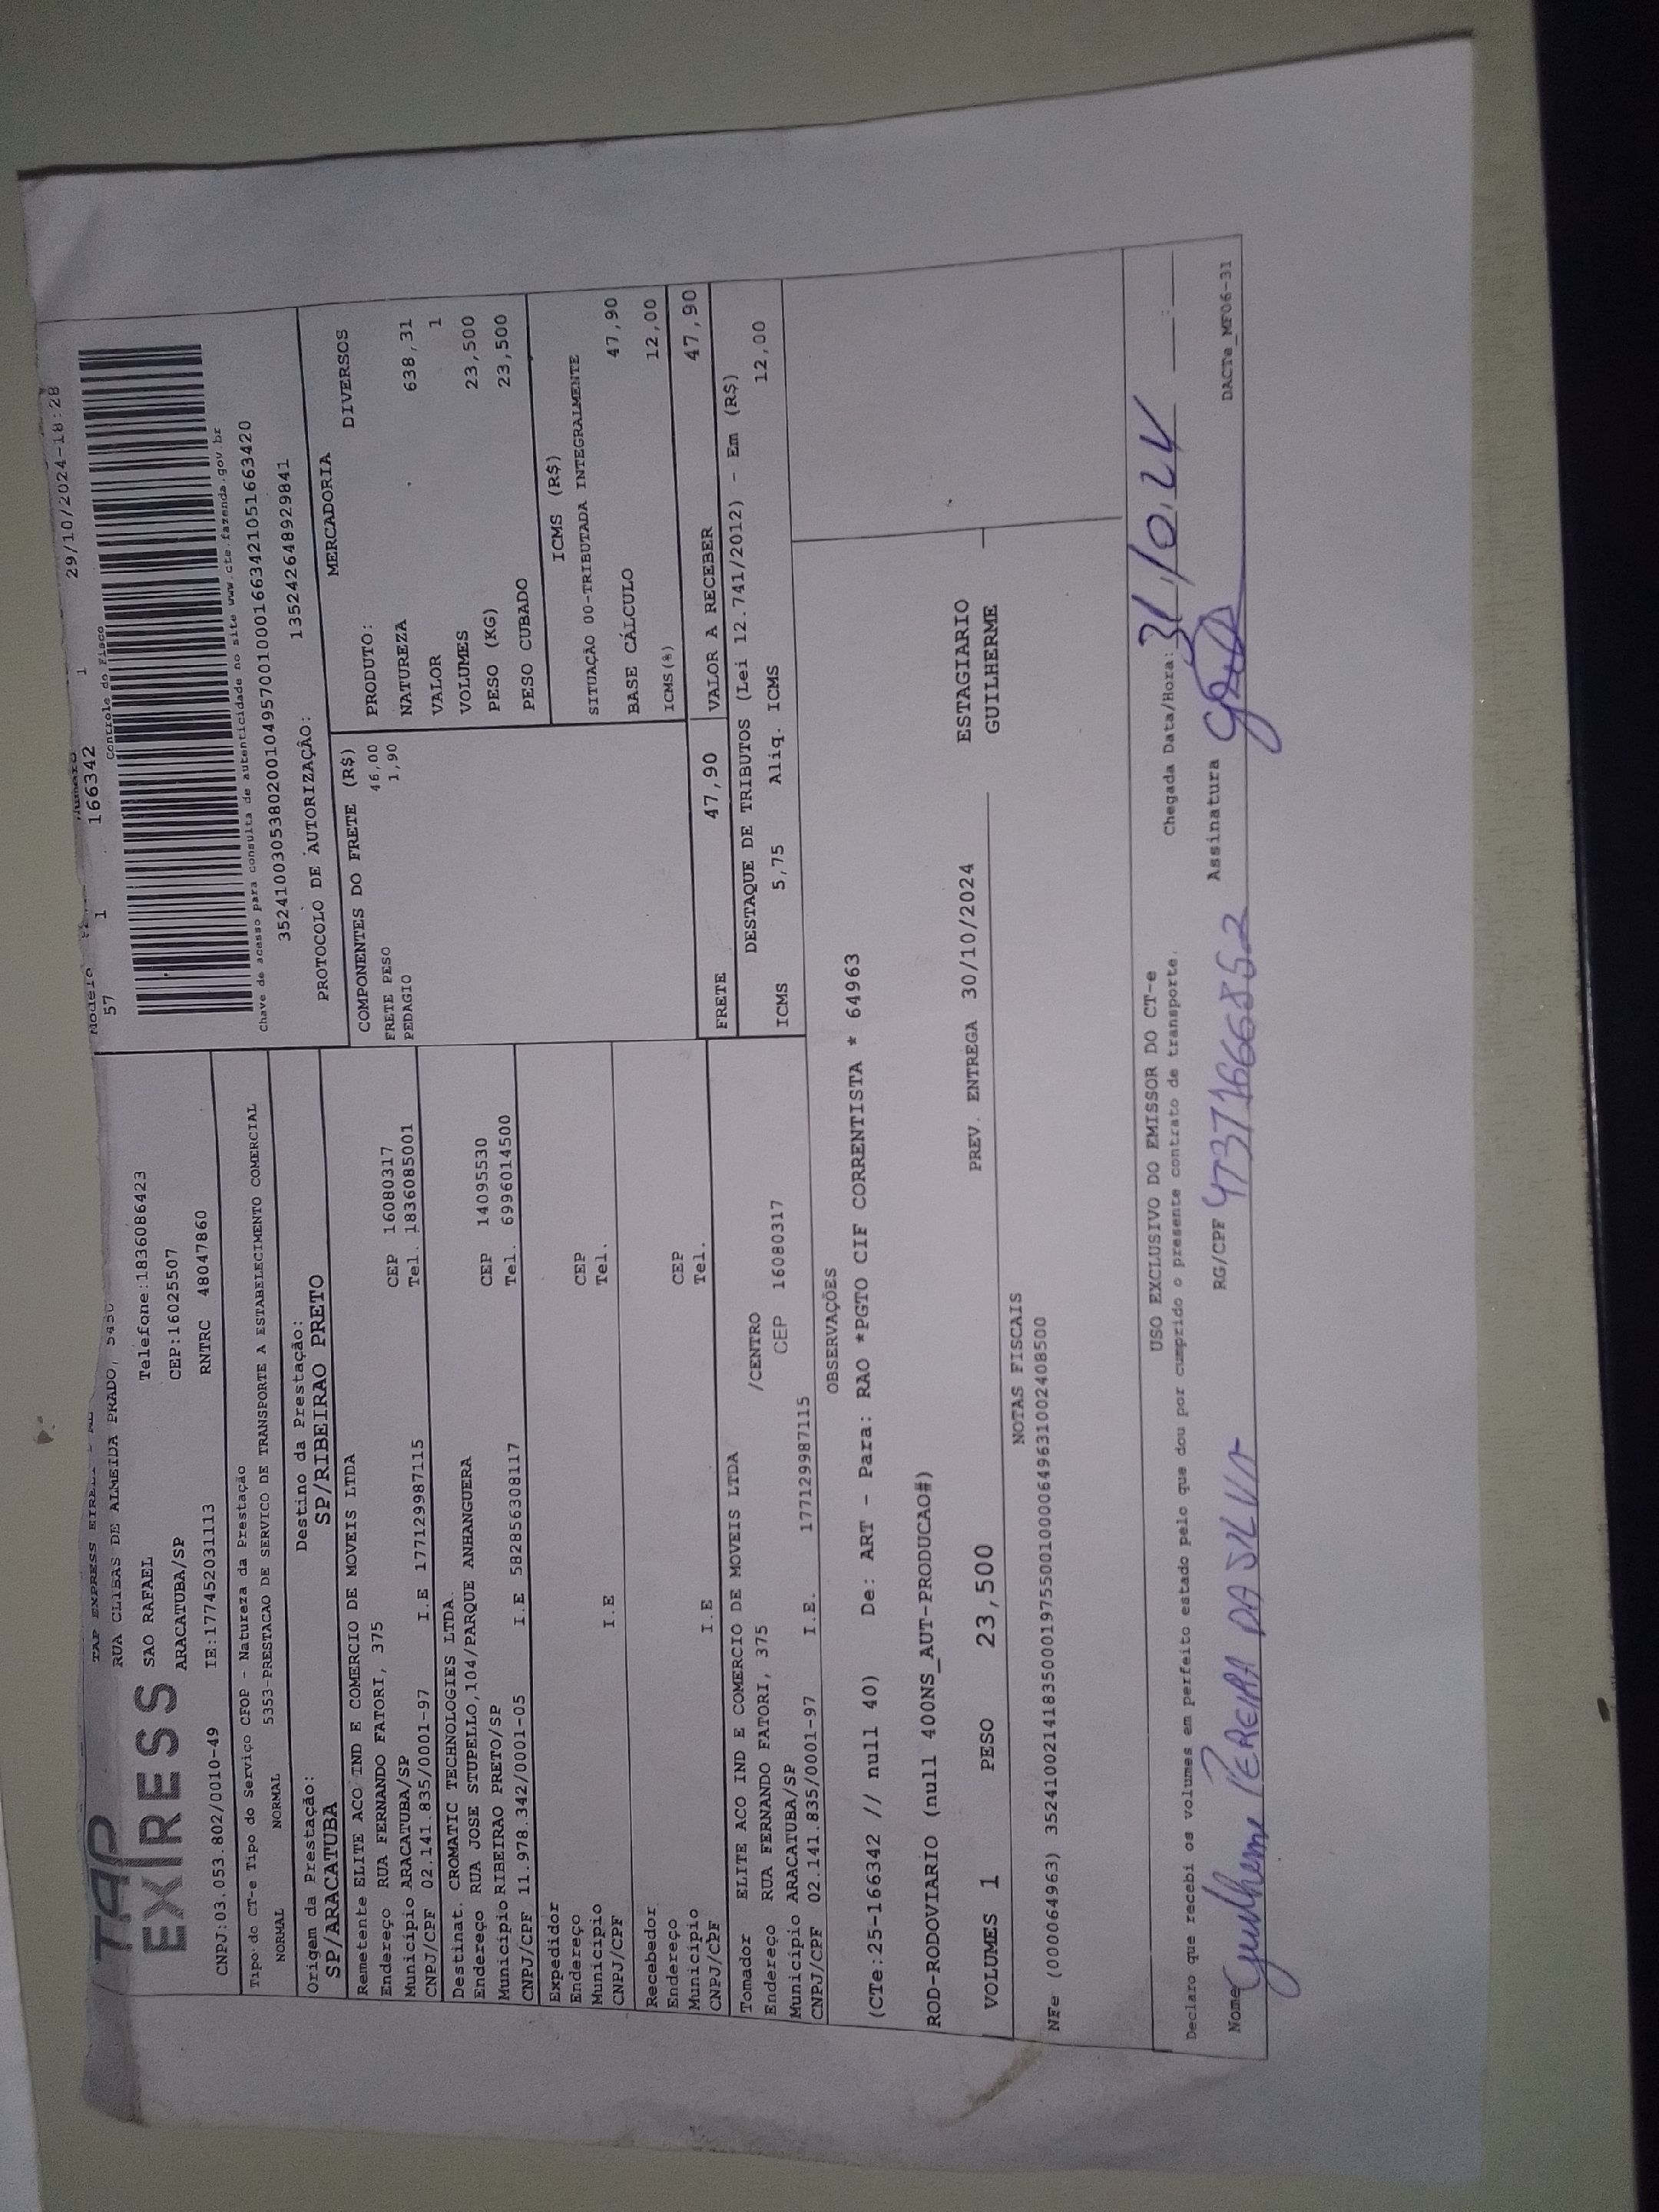 TAP
EXPRESS
TAP EXPRESS EIRELI
RUA CLIBAS DE ALMEIDA PRADO,
SAO RAFAEL Telefone:1836086423
ARACATUBA/SP CEP:16025507
CNPJ:03.053.802/0010-49 IE:177452031113 RNTRC 48047860
Modelo
57 1 166342 1 29/10/2024-18:28
Controle do Fisco
Chave de acesso para consulta de autenticidade no site www.cte.fazenda.gov.br
35241003053802001049570010001663421051663420
PROTOCOLO DE AUTORIZAÇÃO: 135242648929841
Tipo do CT-e Tipo do Serviço CFOP - Natureza da Prestação
NORMAL NORMAL 5353-PRESTACAO DE SERVICO DE TRANSPORTE A ESTABELECIMENTO COMERCIAL
Origem da Prestação: Destino da Prestação:
SP/ARACATUBA SP/RIBEIRAO PRETO
Remetente ELITE ACO IND E COMERCIO DE MOVEIS LTDA
Endereço RUA FERNANDO FATORI, 375 CEP 16080317
Município ARACATUBA/SP Tel. 1836085001
CNPJ/CPF 02.141.835/0001-97 I.E 177129987115
Destinat. CROMATIC TECHNOLOGIES LTDA.
Endereço RUA JOSE STUPELLO,104/PARQUE ANHANGUERA CEP 14095530
Município RIBEIRAO PRETO/SP Tel. 6996014500
CNPJ/CPF 11.978.342/0001-05 I.E 582856308117
Expedidor
Endereço CEP
Município Tel.
CNPJ/CPF I.E
Recebedor
Endereço CEP
Município Tel.
CNPJ/CPF I.E
Tomador ELITE ACO IND E COMERCIO DE MOVEIS LTDA
Endereço RUA FERNANDO FATORI, 375 /CENTRO
Município ARACATUBA/SP CEP 16080317
CNPJ/CPF 02.141.835/0001-97 I.E. 177129987115
COMPONENTES DO FRETE (R$)
FRETE PESO 46,00
PEDAGIO 1,90
MERCADORIA
PRODUTO: DIVERSOS
NATUREZA
VALOR 638,31
VOLUMES 1
PESO (KG) 23,500
PESO CUBADO 23,500
ICMS (R$)
SITUAÇÃO 00-TRIBUTADA INTEGRALMENTE
BASE CÁLCULO 47,90
ICMS(%) 12,00
FRETE 47,90 VALOR A RECEBER 47,90
DESTAQUE DE TRIBUTOS (Lei 12.741/2012) - Em (R$)
ICMS 5,75 Aliq. ICMS 12,00
OBSERVAÇÕES
(CTe:25-166342 // null 40) De: ART - Para: RAO *PGTO CIF CORRENTISTA * 64963
ROD-RODOVIARIO (null 400NS_AUT-PRODUCAO#)
VOLUMES 1 PESO 23,500 PREV. ENTREGA 30/10/2024
ESTAGIARIO
GUILHERME
NOTAS FISCAIS
NFe (000064963) 35241002141835000197550010000649631002408500
USO EXCLUSIVO DO EMISSOR DO CT-e
Declaro que recebi os volumes em perfeito estado pelo que dou por cumprido o presente contrato de transporte. Chegada Data/Hora: 31/10/24 ___:___
Nome Guilherme PEREIRA DA SILVA RG/CPF 47371666852 Assinatura
DACTe_MF06-31